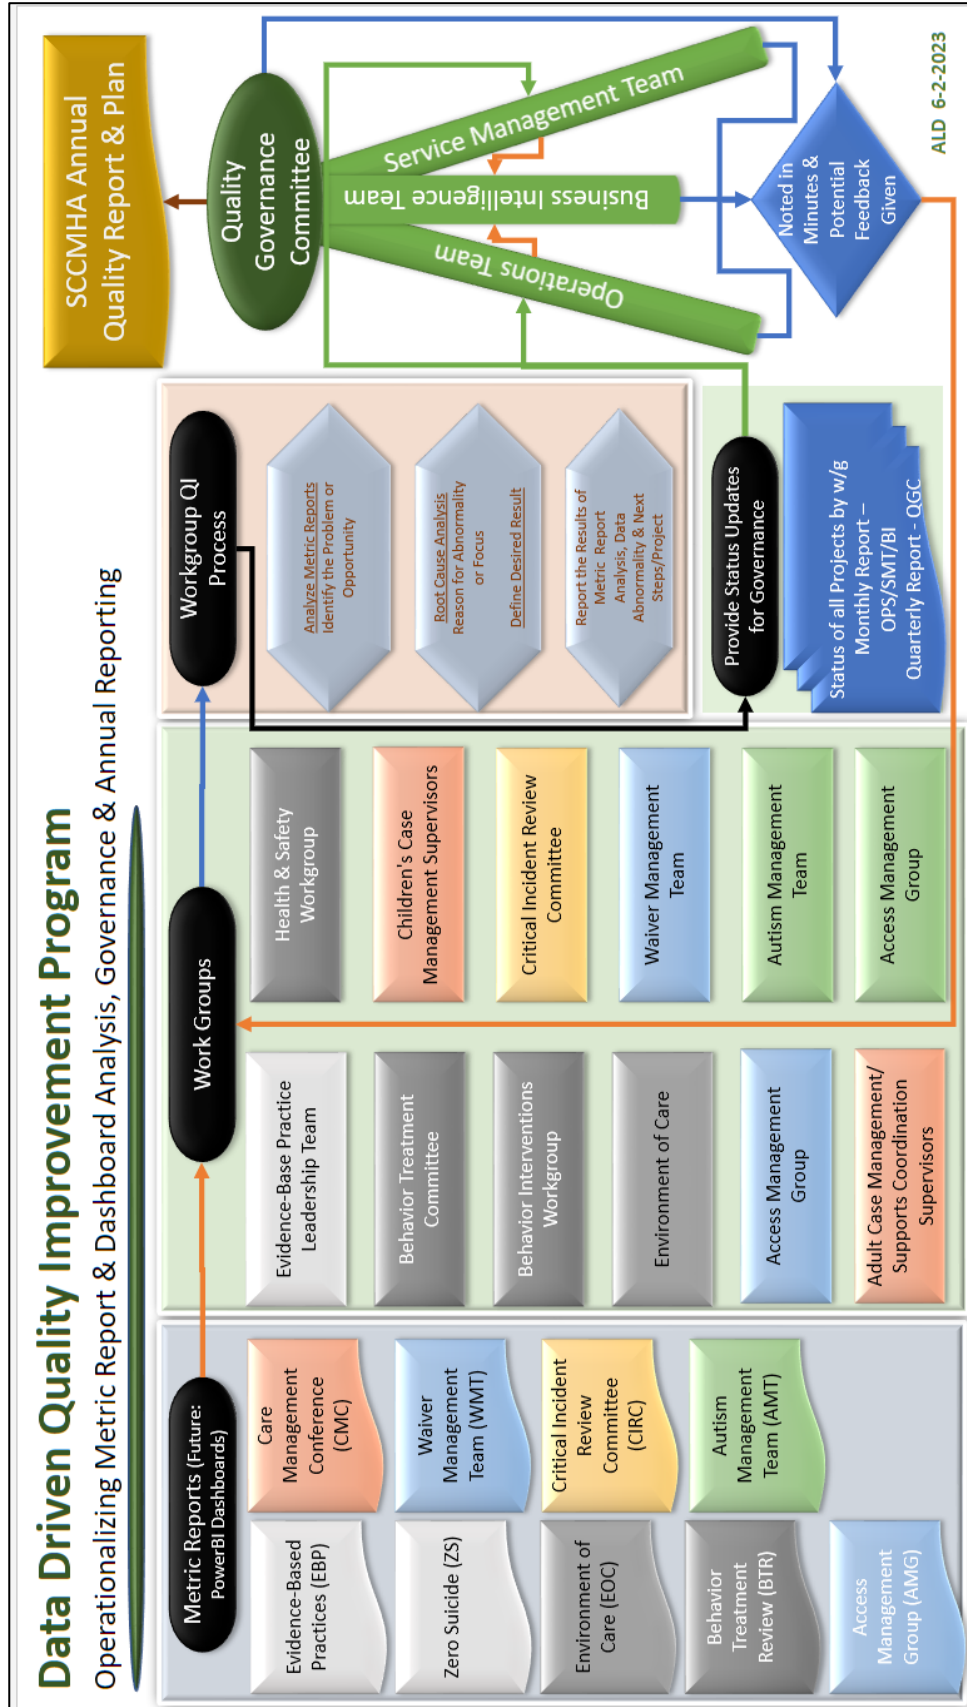 Data Driven Quality Improvement Program
Operationalizing Metric Report & Dashboard Analysis, Governance & Annual Reporting
Metric Reports (Future:
PowerBI Dashboards)
Evidence-Based
Practices (EBP)
Zero Suicide (ZS)
Environment of
Care (EOC)
Behavior
Treatment
Review (BTR)
Access
Management
Group (AMG)
Care
Management
Conference
(CMC)
Waiver
Management
Team (WMT)
Critical Incident
Review
Committee
(CIRC)
Autism
Management
Team (AMT)
Work Groups
Evidence-Base Practice
Leadership Team
Behavior Treatment
Committee
Behavior Interventions
Workgroup
Environment of Care
Access Management
Group
Adult Case Management/
Supports Coordination
Supervisors
Health & Safety
Workgroup
Children's Case
Management Supervisors
Critical Incident Review
Committee
Waiver Management
Team
Autism Management
Team
Access Management
Group
Workgroup QI
Process
Analyze Metric Reports
Identify the Problem or
Opportunity
Root Cause Analysis
Reason for Abnormality
or Focus
Define Desired Result
Report the Results of
Metric Report
Analysis, Data
Abnormality & Next
Steps/Project
Provide Status Updates
for Governance
Status of all Projects by w/g
Monthly Report –
OPS/SMT/BI
Quarterly Report - QGC
SCCMHA Annual
Quality Report & Plan
Quality
Governance
Committee
Operations Team
Business Intelligence Team
Service Management Team
Noted in
Minutes &
Potential
Feedback
Given
ALD 6-2-2023